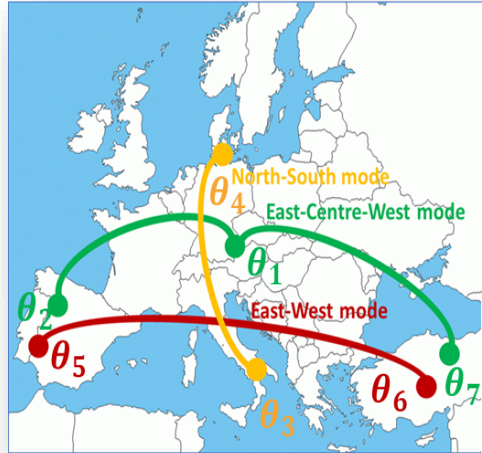 North-South mode
θ4
East-Centre-West mode
θ1
θ2
East-West mode
θ5
θ6
θ7
θ3